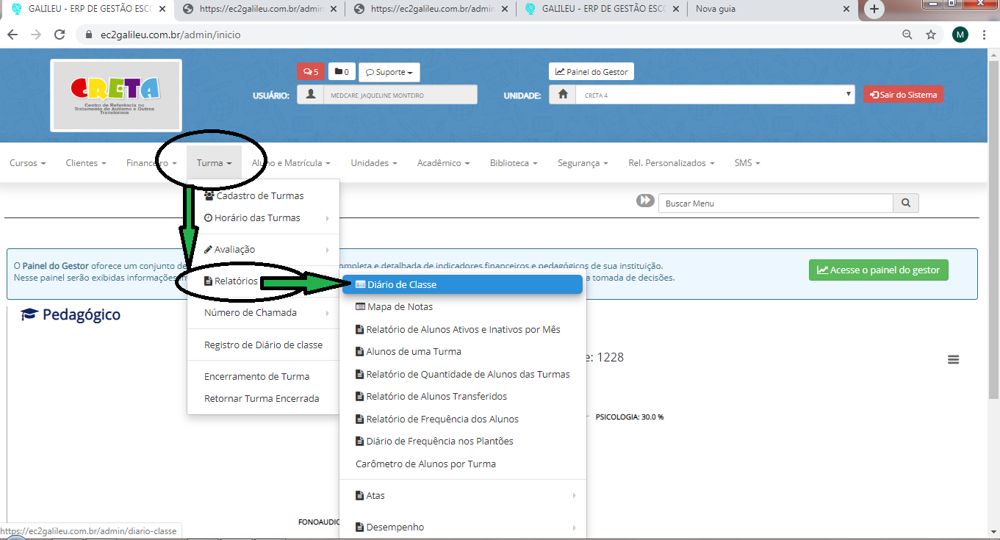 GALILEU - ERP DE GESTÃO ESCO
https://ec2galileu.com.br/admin
https://ec2galileu.com.br/admin
GALILEU - ERP DE GESTÃO ESCO
Nova guia
ec2galileu.com.br/admin/inicio
M
CRETA
Centro de Referência no
Tratamento do Autismo e Outros
Transtornos
5
0
Suporte
Painel do Gestor
USUÁRIO:
MEDCARE JAQUELINE MONTEIRO
UNIDADE:
CRETA 4
Sair do Sistema
Cursos
Clientes
Financeiro
Turma
Aluno e Matrícula
Unidades
Acadêmico
Biblioteca
Segurança
Rel. Personalizados
SMS
Cadastro de Turmas
Horário das Turmas
Avaliação
Relatórios
Número de Chamada
Registro de Diário de classe
Encerramento de Turma
Retornar Turma Encerrada
Buscar Menu
O Painel do Gestor oferece um conjunto de
ompleta e detalhada de indicadores financeiros e pedagógicos de sua instituição.
Nesse painel serão exibidas informações
a tomada de decisões.
Acesse o painel do gestor
Pedagógico
Diário de Classe
Mapa de Notas
Relatório de Alunos Ativos e Inativos por Mês
Alunos de uma Turma
Relatório de Quantidade de Alunos das Turmas
Relatório de Alunos Transferidos
Relatório de Frequência dos Alunos
Diário de Frequência nos Plantões
Carômetro de Alunos por Turma
Atas
Desempenho
e: 1228
PSICOLOGIA: 30.0 %
FONOAUDIO
https://ec2galileu.com.br/admin/diario-classe